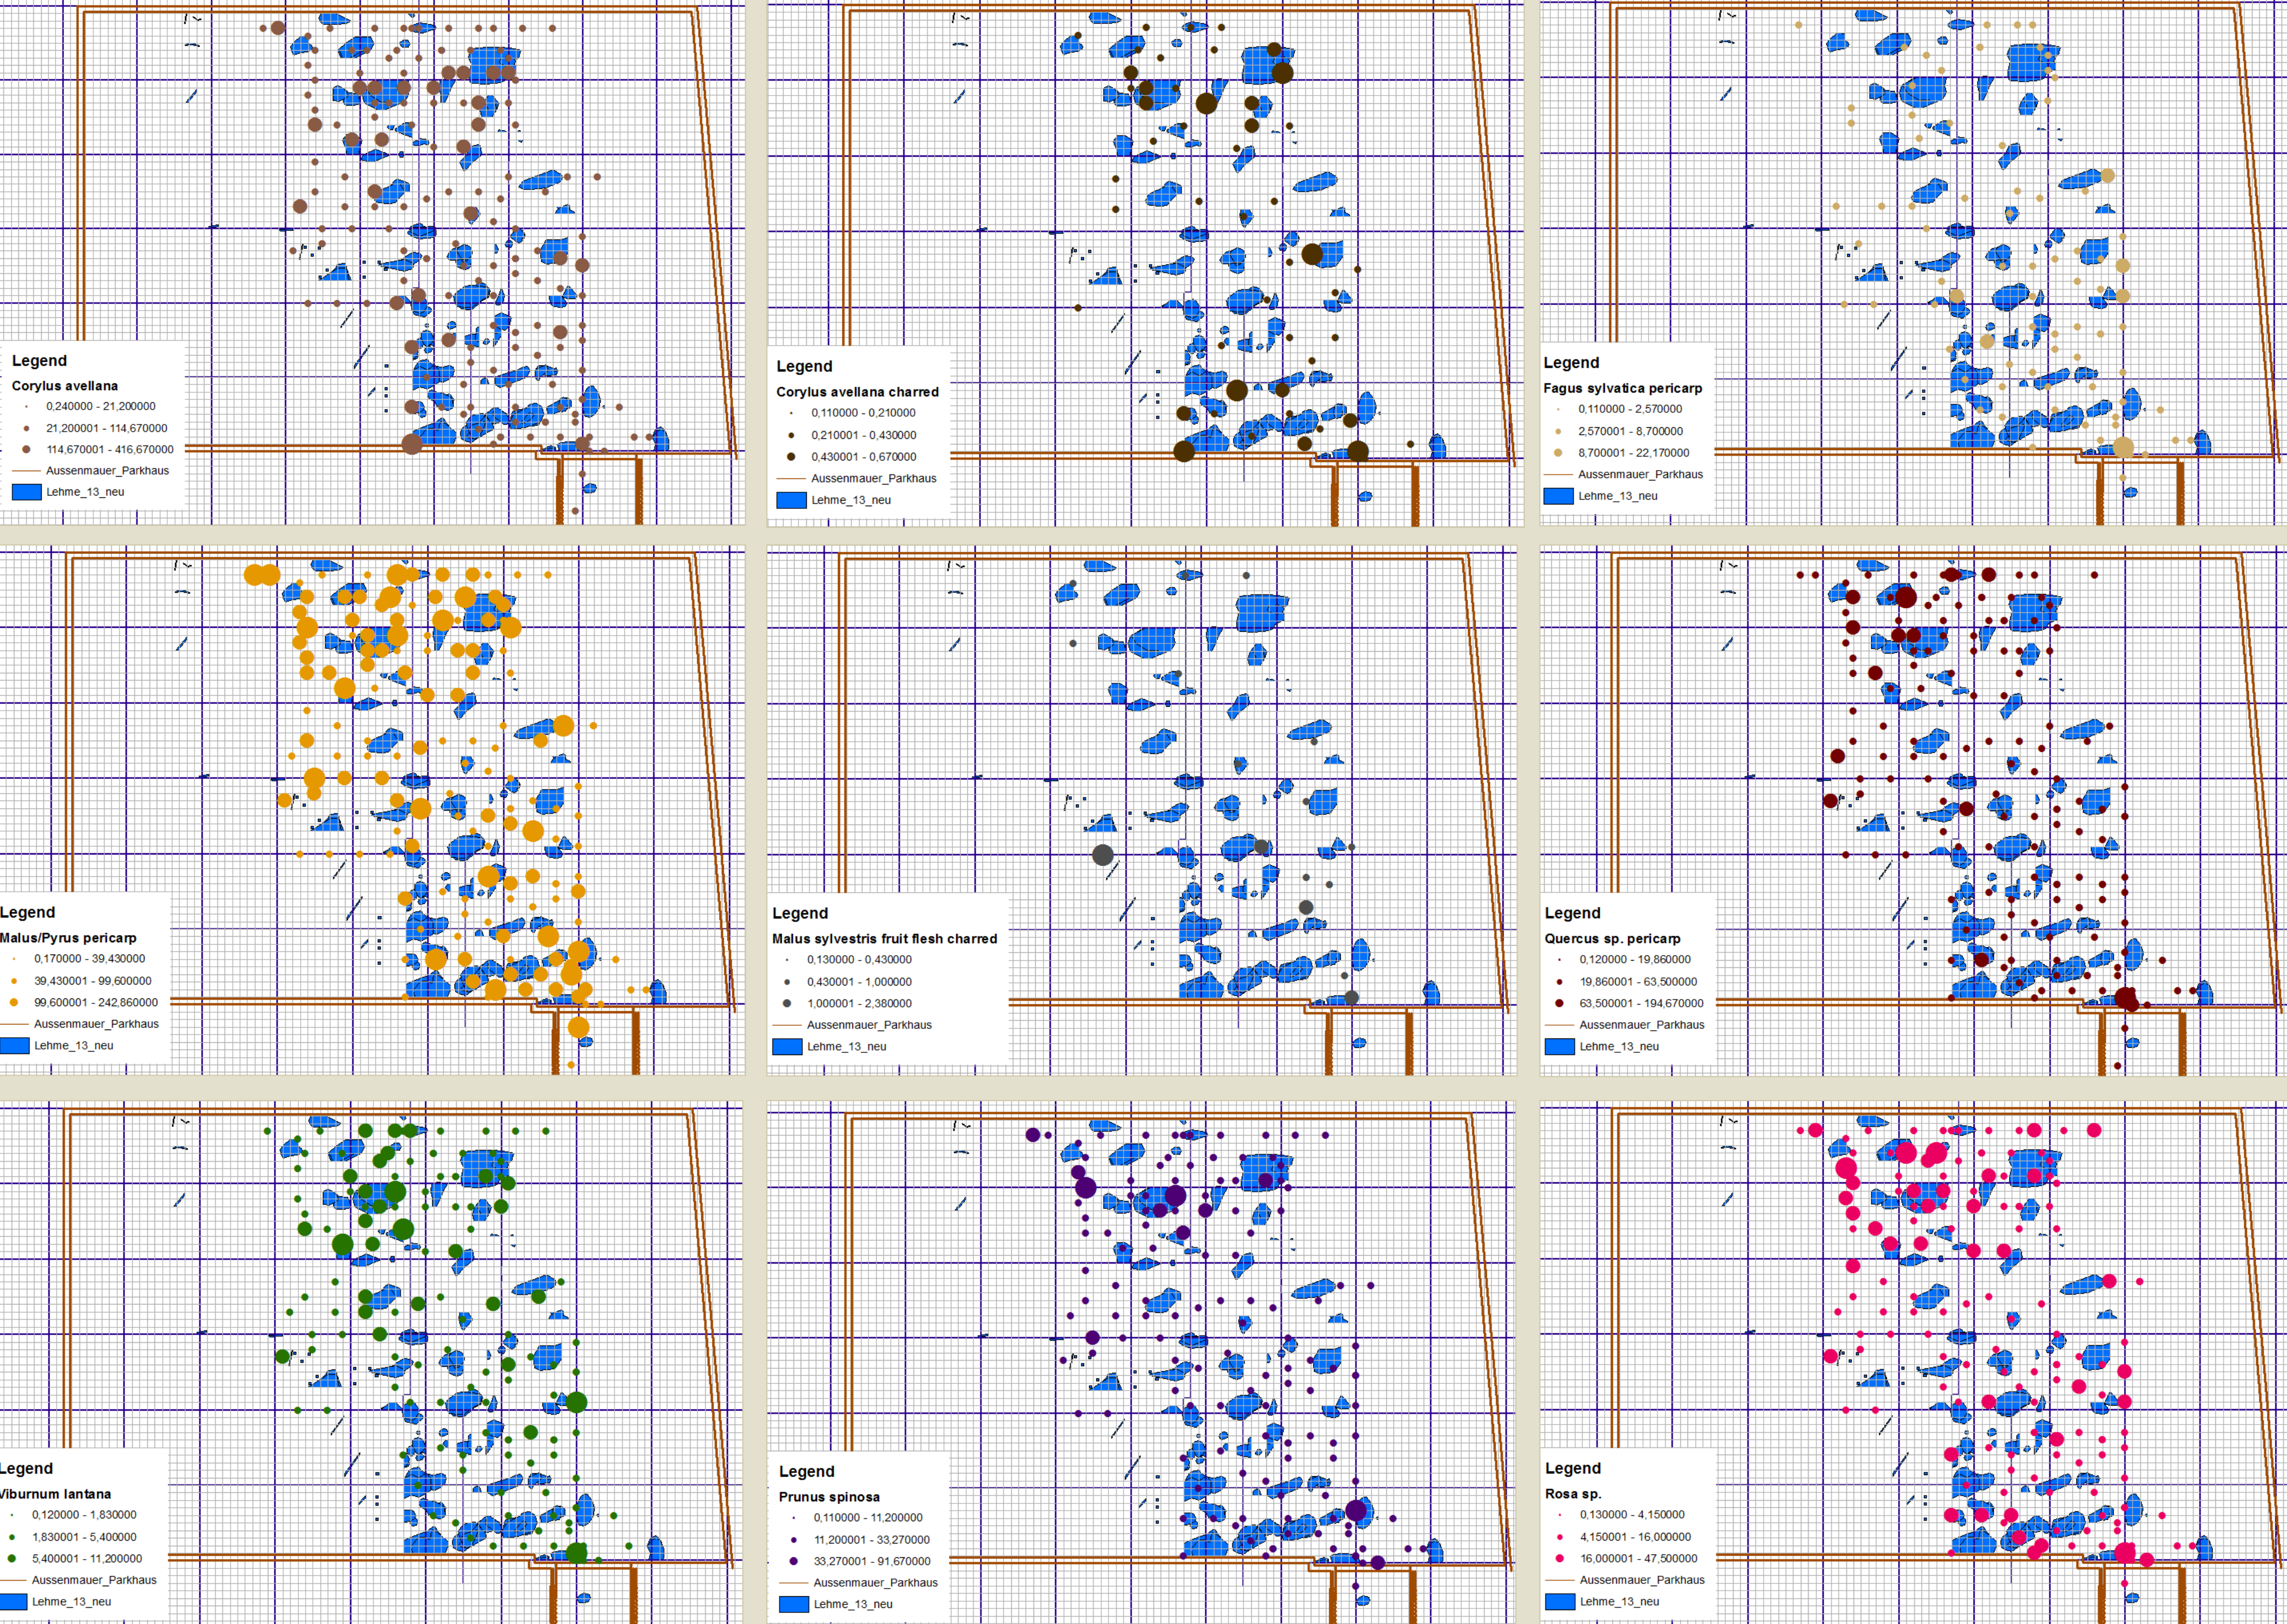 Legend
Corylus avellana
0,240000 - 21,200000
21,200001 - 114,670000
114,670001 - 416,670000
Aussenmauer_Parkhaus
Lehme_13_neu
Legend
Corylus avellana charred
0,110000 - 0,210000
0,210001 - 0,430000
0,430001 - 0,670000
Aussenmauer_Parkhaus
Lehme_13_neu
Legend
Fagus sylvatica pericarp
0,110000 - 2,570000
2,570001 - 8,700000
8,700001 - 22,170000
Aussenmauer_Parkhaus
Lehme_13_neu
Legend
Malus/Pyrus pericarp
0,170000 - 39,430000
39,430001 - 99,600000
99,600001 - 242,860000
Aussenmauer_Parkhaus
Lehme_13_neu
Legend
Malus sylvestris fruit flesh charred
0,130000 - 0,430000
0,430001 - 1,000000
1,000001 - 2,380000
Aussenmauer_Parkhaus
Lehme_13_neu
Legend
Quercus sp. pericarp
0,120000 - 19,860000
19,860001 - 63,500000
63,500001 - 194,670000
Aussenmauer_Parkhaus
Lehme_13_neu
Legend
Viburnum lantana
0,120000 - 1,830000
1,830001 - 5,400000
5,400001 - 11,200000
Aussenmauer_Parkhaus
Lehme_13_neu
Legend
Prunus spinosa
0,110000 - 11,200000
11,200001 - 33,270000
33,270001 - 91,670000
Aussenmauer_Parkhaus
Lehme_13_neu
Legend
Rosa sp.
0,130000 - 4,150000
4,150001 - 16,000000
16,000001 - 47,500000
Aussenmauer_Parkhaus
Lehme_13_neu